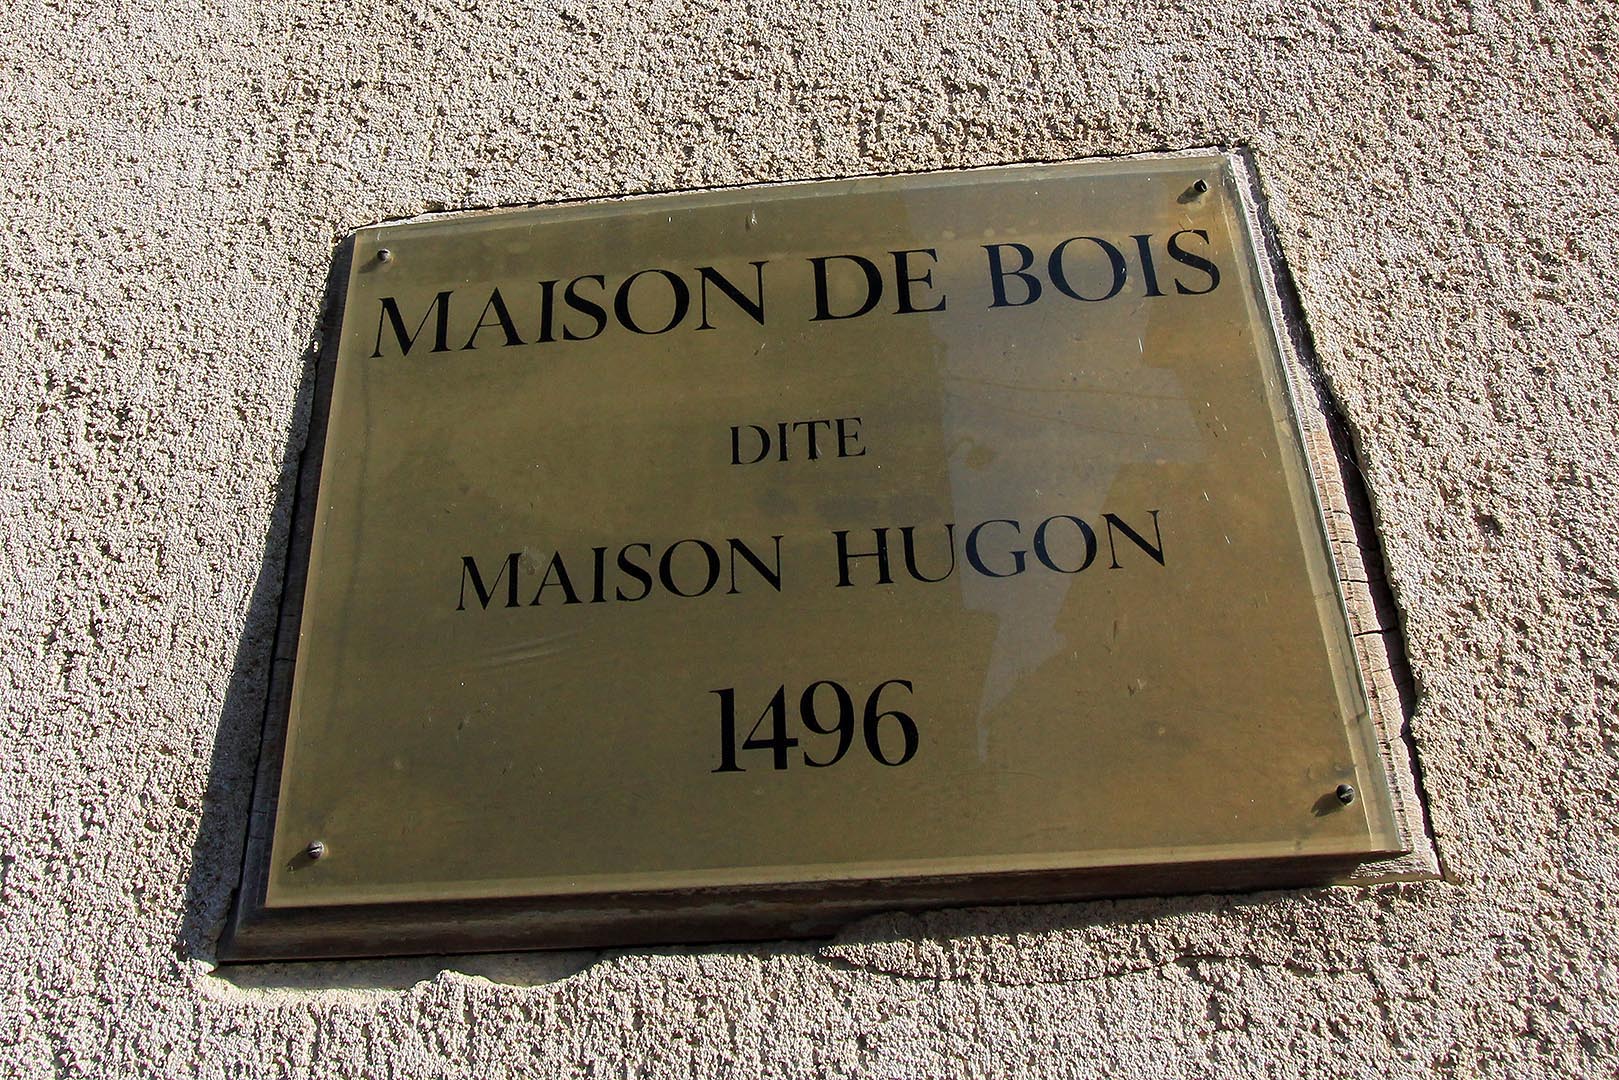 MAISON DE BOIS
DITE
MAISON HUGON
1496